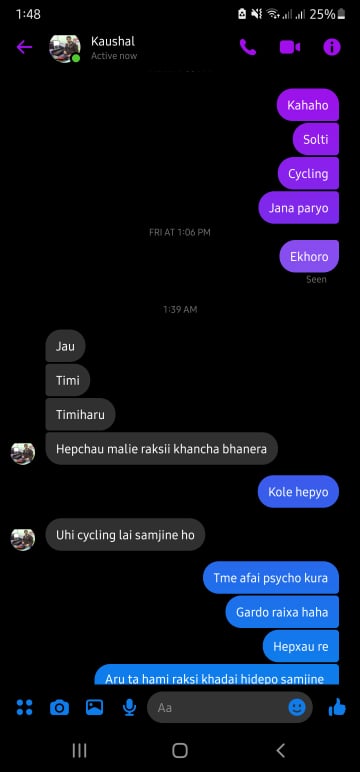 1:48
25%
Kaushal
Active now
Kahaho
Solti
Cycling
Jana paryo
FRI AT 1:06 PM
Ekhoro
Seen
1:39 AM
Jau
Timi
Timiharu
Hepchau malie raksii khancha bhanera
Kole hepyo
Uhi cycling lai samjine ho
Tme afai psycho kura
Gardo raixa haha
Hepxau re
Aru ta hami raksi khadai hidepo samjine
Aa